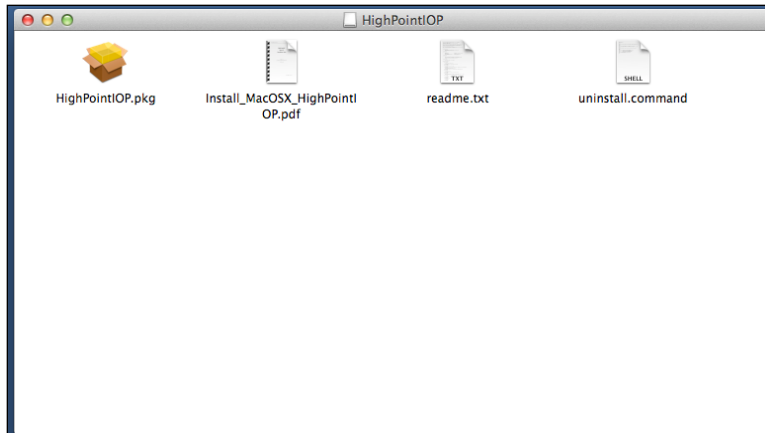 HighPointIOP
HighPointIOP.pkg
Install_MacOSX_HighPointI
OP.pdf
TXT
readme.txt
SHELL
uninstall.command